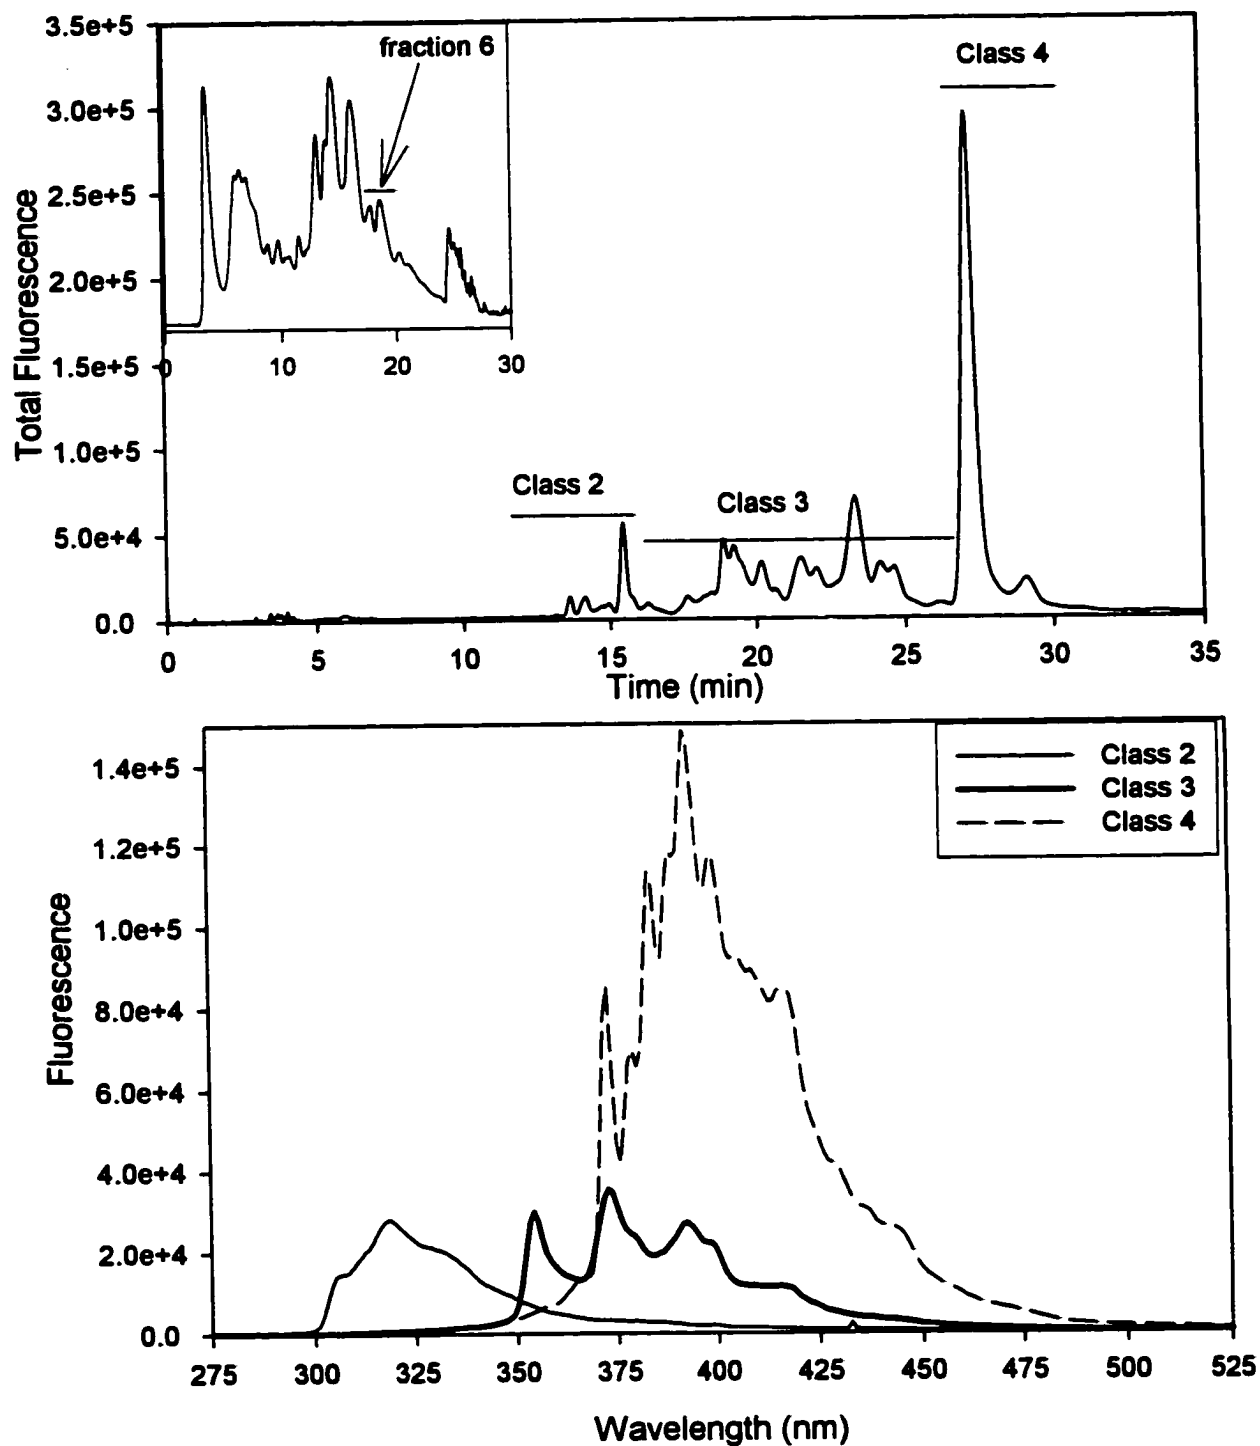 3.5e+5
3.0e+5
2.5e+5
2.0e+5
1.5e+5
1.0e+5
5.0e+4
0.0
Total Fluorescence
fraction 6
0 10 20 30
Class 2
Class 3
Class 4
0 5 10 15 20 25 30 35
Time (min)
1.4e+5
1.2e+5
1.0e+5
8.0e+4
6.0e+4
4.0e+4
2.0e+4
0.0
Fluorescence
Class 2
Class 3
Class 4
275 300 325 350 375 400 425 450 475 500 525
Wavelength (nm)